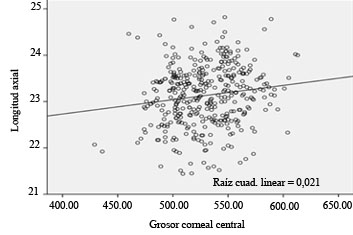 25
24
23
22
21
Longitud axial
Raíz cuad. linear = 0,021
400.00 450.00 500.00 550.00 600.00 650.00
Grosor corneal central